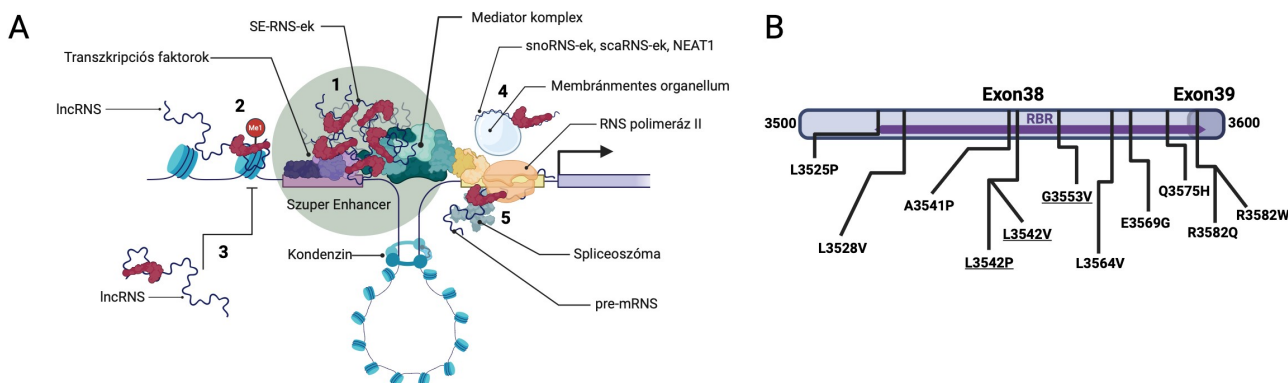 A
SE-RNS-ek
Mediator komplex
Transzkripciós faktorok
snoRNS-ek, scaRNS-ek, NEAT1
1
4
Membránmentes organellum
lncRNS
2
Me1
RNS polimeráz II
Szuper Enhancer
5
3
Kondenzin
Spliceoszóma
lncRNS
pre-mRNS
B
Exon38
Exon39
3500
RBR
3600
L3525P
L3528V
A3541P
L3542P
L3542V
G3553V
L3564V
E3569G
Q3575H
R3582Q
R3582W